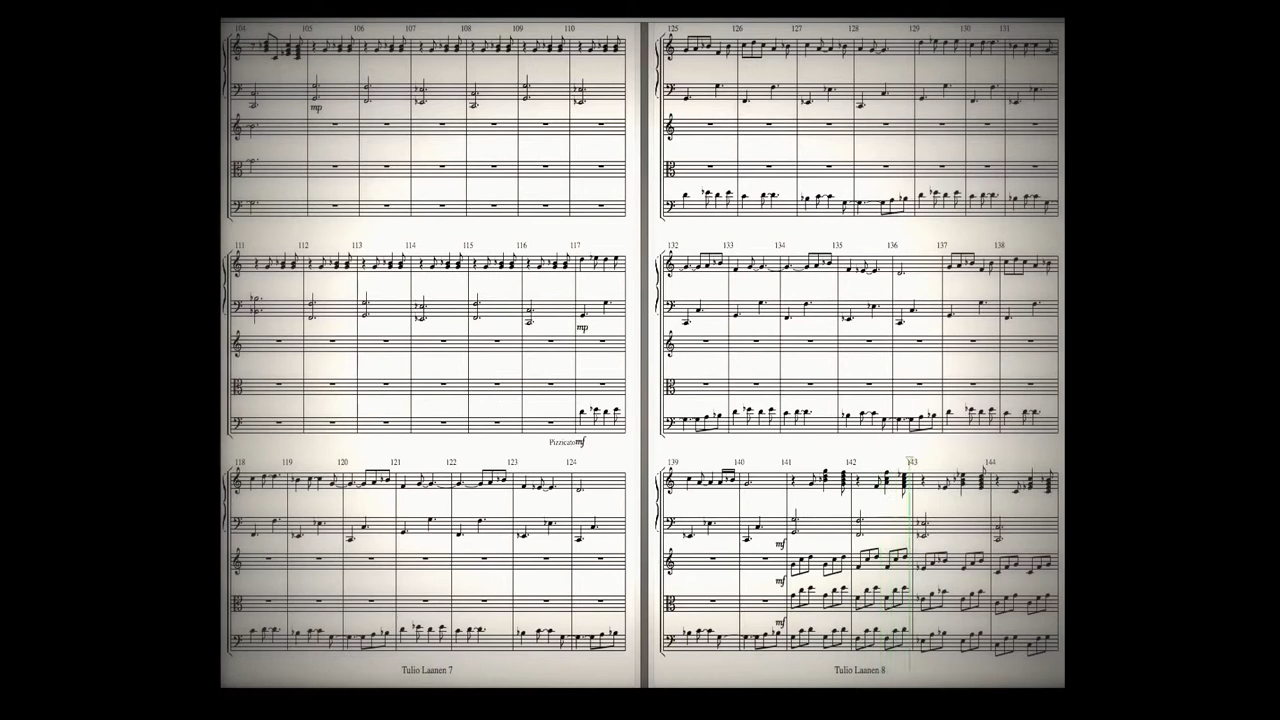 104 105 106 107 108 109 110
mp
111 112 113 114 115 116 117
mp
Pizzicato mf
118 119 120 121 122 123 124
Tulio Laanen 7
125 126 127 128 129 130 131
132 133 134 135 136 137 138
139 140 141 142 143 144
mf
mf
mf
Tulio Laanen 8